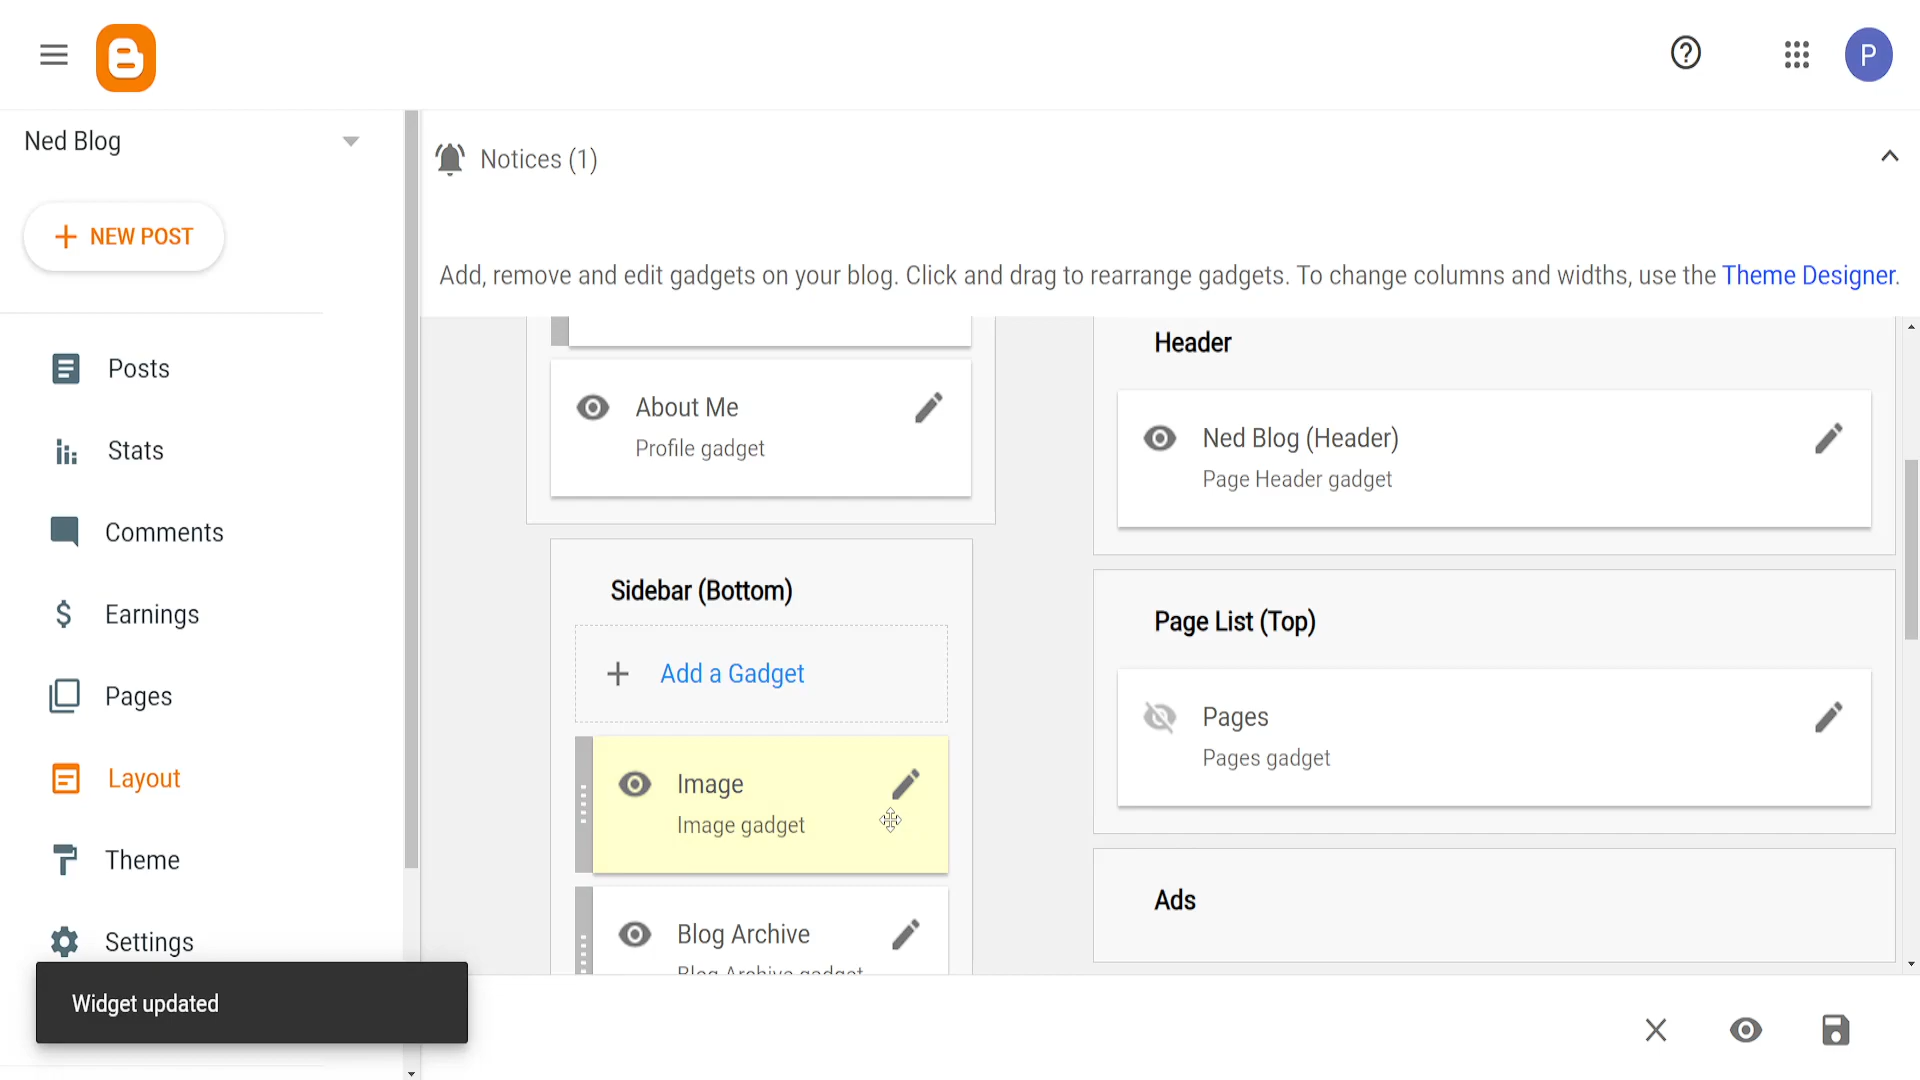 P
Ned Blog
Notices (1)
NEW POST
Add, remove and edit gadgets on your blog. Click and drag to rearrange gadgets. To change columns and widths, use the Theme Designer.
Posts
Stats
Comments
Earnings
Pages
Layout
Theme
Settings
Widget updated
About Me
Profile gadget
Sidebar (Bottom)
Add a Gadget
Image
Image gadget
Blog Archive
Blog Archive gadget
Header
Ned Blog (Header)
Page Header gadget
Page List (Top)
Pages
Pages gadget
Ads